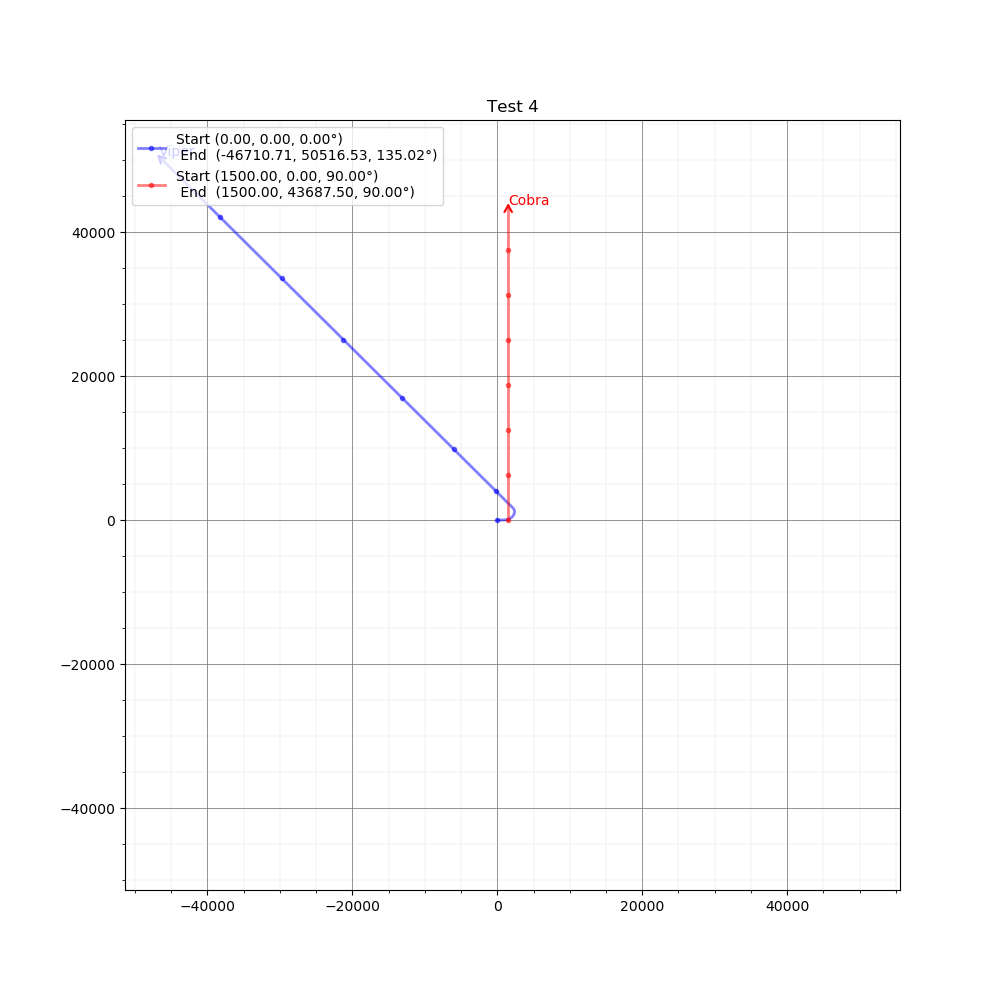 Test 4
Start (0.00, 0.00, 0.00°)
End (-46710.71, 50516.53, 135.02°)
Start (1500.00, 0.00, 90.00°)
End (1500.00, 43687.50, 90.00°)
Viper
Cobra
40000
20000
0
−20000
−40000
−40000 −20000 0 20000 40000